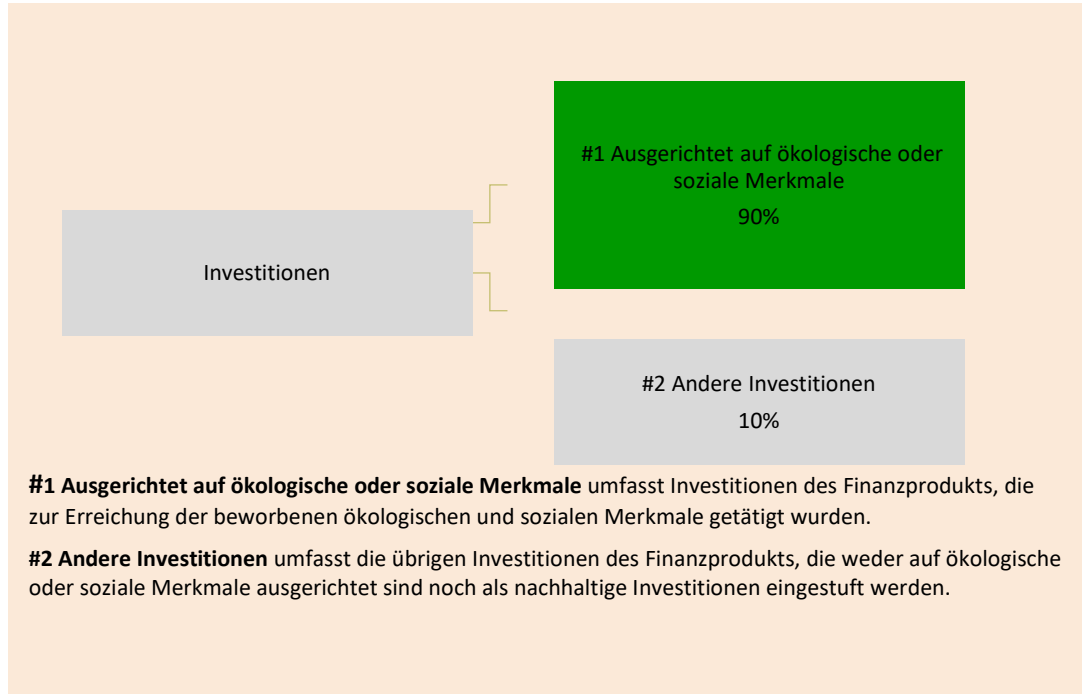 #1 Ausgerichtet auf ökologische oder
soziale Merkmale
90%
Investitionen
#2 Andere Investitionen
10%
#1 Ausgerichtet auf ökologische oder soziale Merkmale umfasst Investitionen des Finanzprodukts, die
zur Erreichung der beworbenen ökologischen und sozialen Merkmale getätigt wurden.
#2 Andere Investitionen umfasst die übrigen Investitionen des Finanzprodukts, die weder auf ökologische
oder soziale Merkmale ausgerichtet sind noch als nachhaltige Investitionen eingestuft werden.